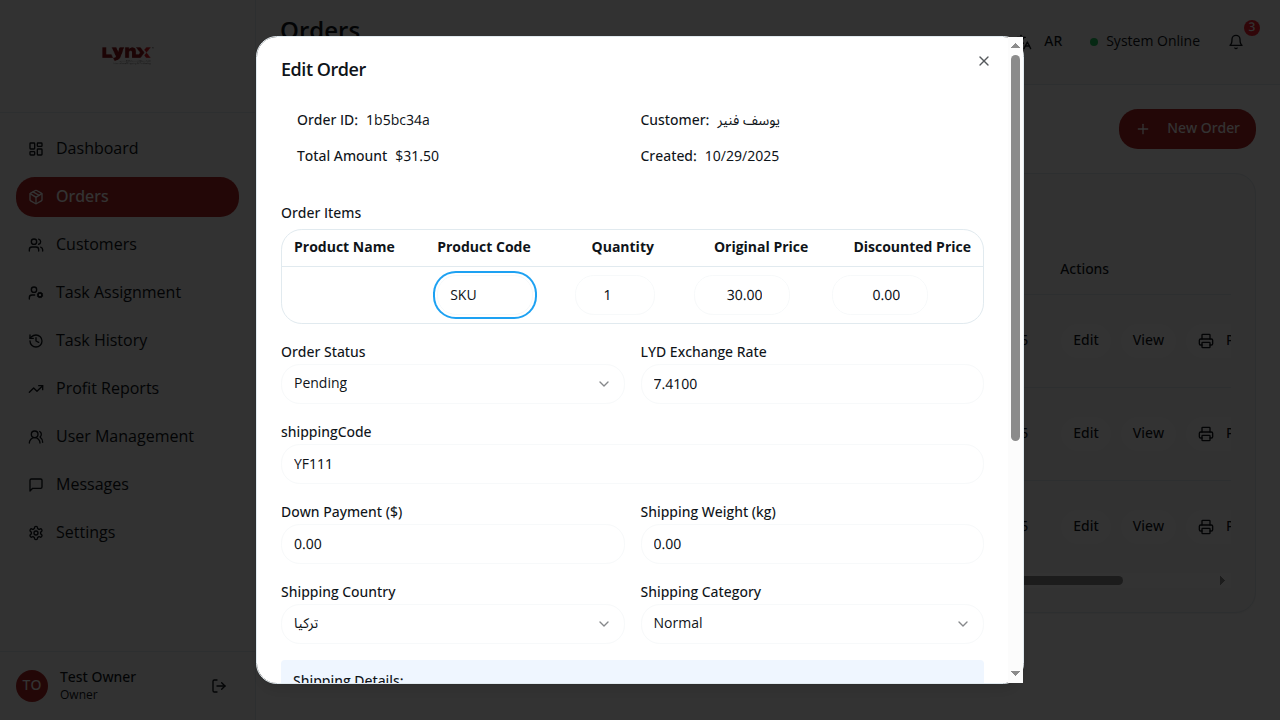 Lynx
Dashboard
Orders
Customers
Task Assignment
Task History
Profit Reports
User Management
Messages
Settings
TO
Test Owner
Owner
Orders
AR
System Online
3
New Order
Actions
Edit View
Edit View
Edit View
Edit Order
Order ID: 1b5bc34a
Customer: يوسف فنير
Total Amount $31.50
Created: 10/29/2025
Order Items
Product Name Product Code Quantity Original Price Discounted Price
SKU 1 30.00 0.00
Order Status
Pending
LYD Exchange Rate
7.4100
shippingCode
YF111
Down Payment ($)
0.00
Shipping Weight (kg)
0.00
Shipping Country
تركيا
Shipping Category
Normal
Shipping Details: